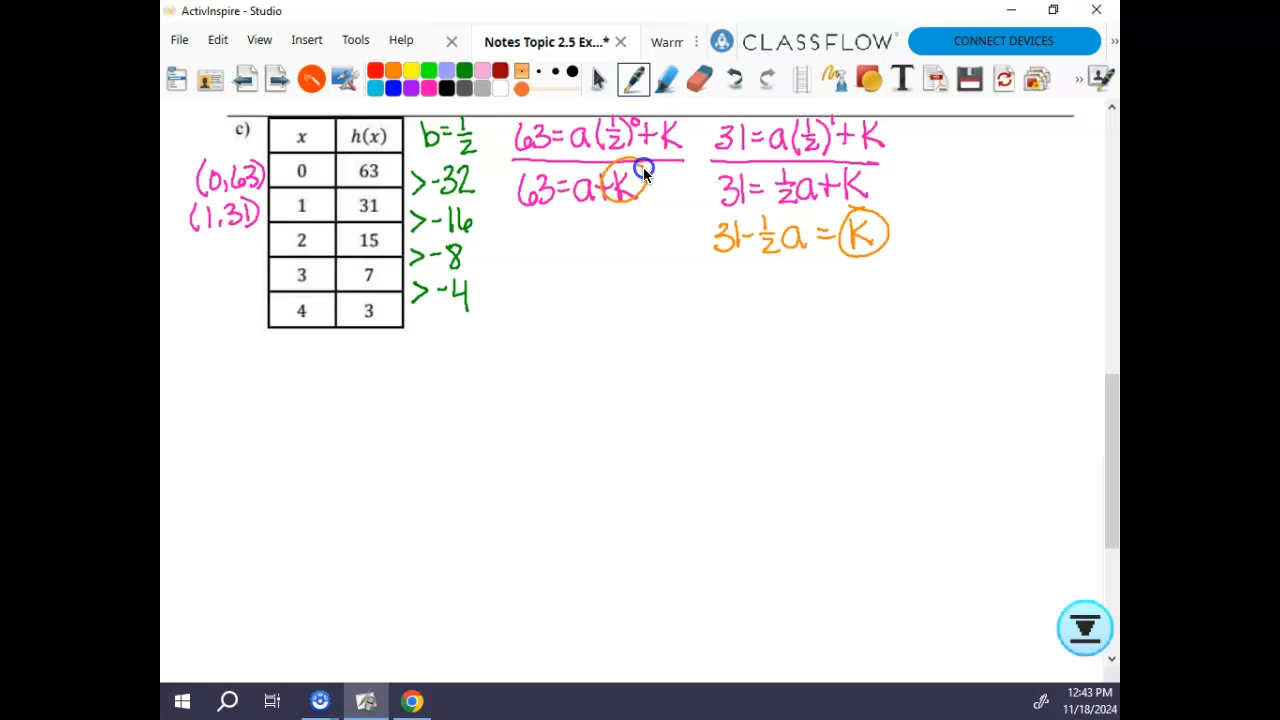 ActivInspire - Studio
File Edit View Insert Tools Help Notes Topic 2.5 Ex...* Warm CLASSFLOW CONNECT DEVICES
c)
x h(x)
0 63
1 31
2 15
3 7
4 3
(0,63)
(1,31)
b=1/2
>-32
>-16
>-8
>-4
63=a(1/2)^0+K
63=a+K
31=a(1/2)^1+K
31=1/2a+K
31-1/2a=K
12:43 PM
11/18/2024